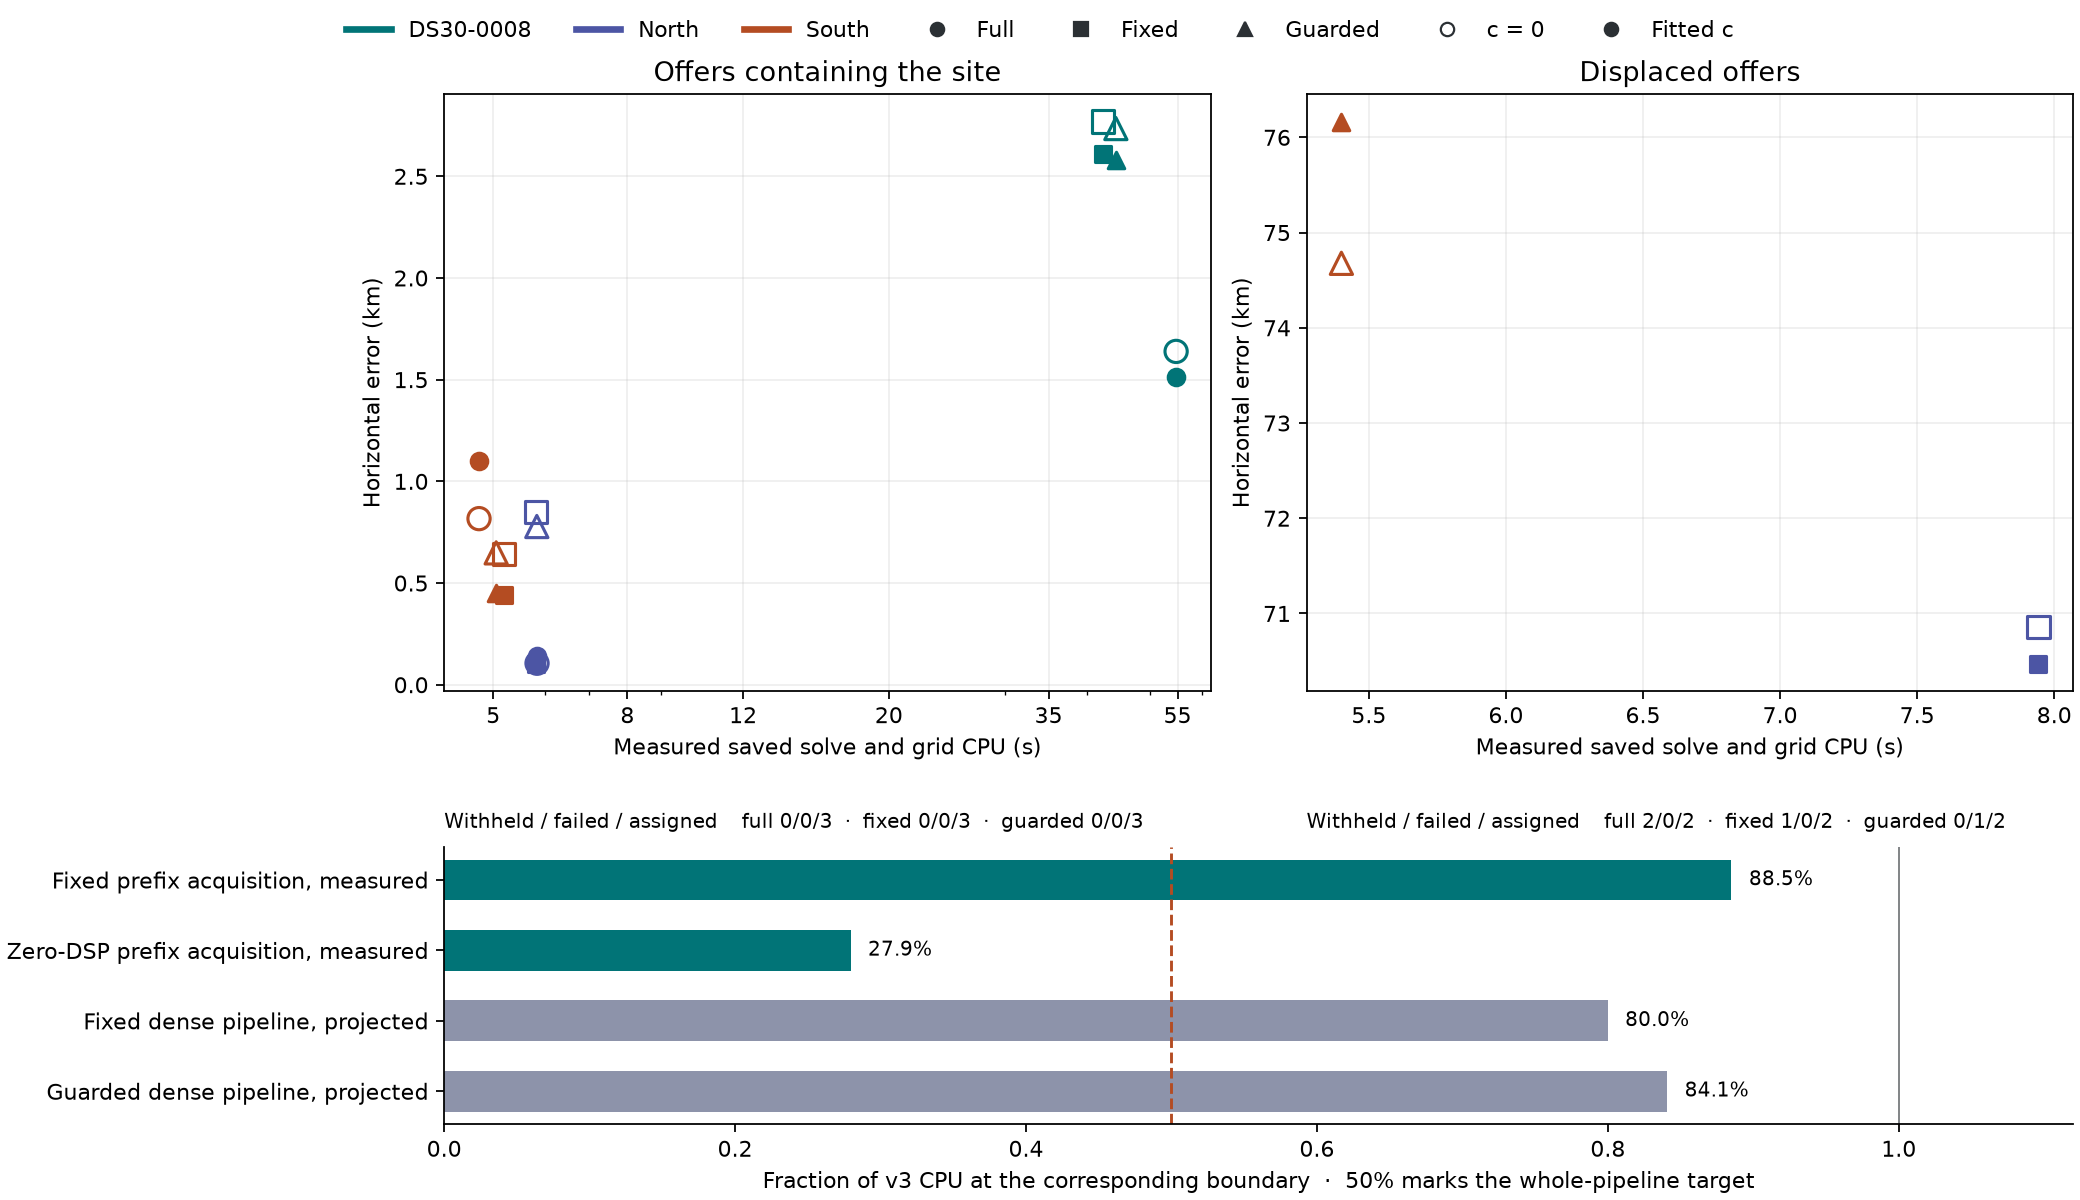 DS30-0008 North South Full Fixed Guarded c = 0 Fitted c
Offers containing the site
Horizontal error (km)
2.5
2.0
1.5
1.0
0.5
0.0
5 8 12 20 35 55
Measured saved solve and grid CPU (s)
Displaced offers
Horizontal error (km)
76
75
74
73
72
71
5.5 6.0 6.5 7.0 7.5 8.0
Measured saved solve and grid CPU (s)
Withheld / failed / assigned full 0/0/3 · fixed 0/0/3 · guarded 0/0/3
Withheld / failed / assigned full 2/0/2 · fixed 1/0/2 · guarded 0/1/2
Fixed prefix acquisition, measured 88.5%
Zero-DSP prefix acquisition, measured 27.9%
Fixed dense pipeline, projected 80.0%
Guarded dense pipeline, projected 84.1%
0.0 0.2 0.4 0.6 0.8 1.0
Fraction of v3 CPU at the corresponding boundary · 50% marks the whole-pipeline target